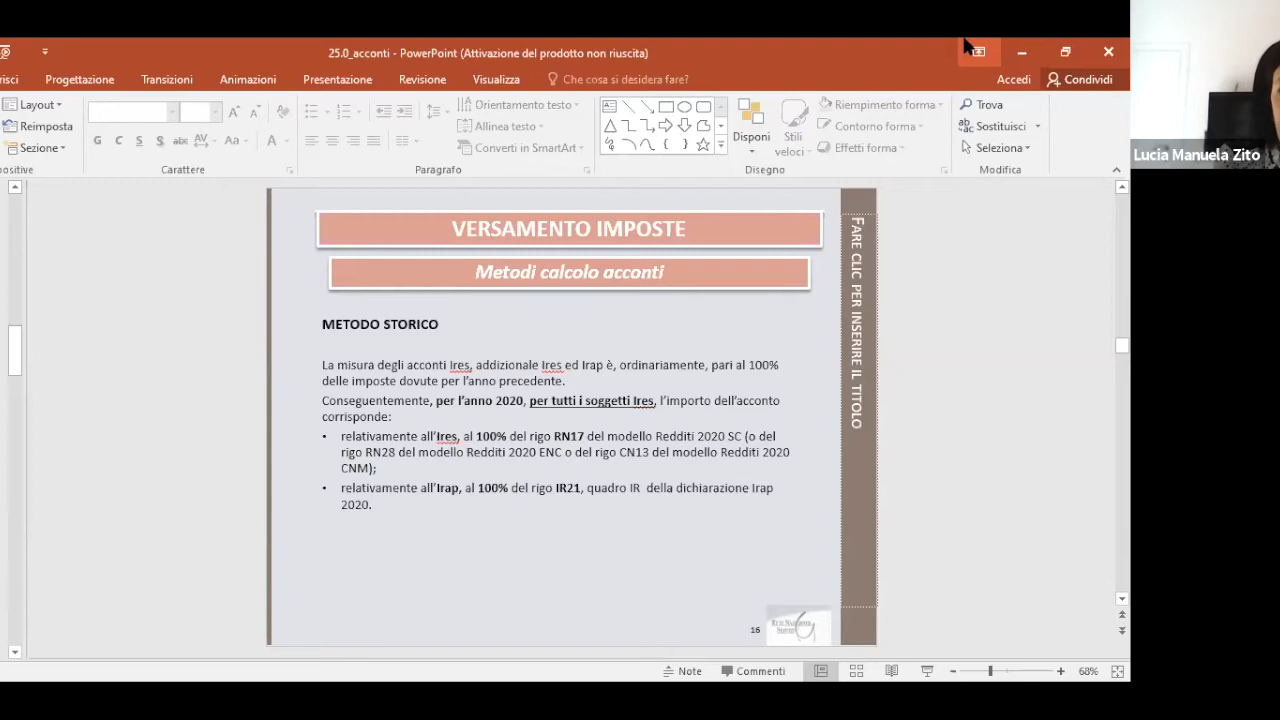 25.0_acconti - PowerPoint (Attivazione del prodotto non riuscita)
risci Progettazione Transizioni Animazioni Presentazione Revisione Visualizza Che cosa si desidera fare? Accedi Condividi
Layout
Reimposta
Sezione
ositive
G C S S abc AV Aa A
Carattere
Orientamento testo
Allinea testo
Converti in SmartArt
Paragrafo
Disponi
Stili
veloci
Riempimento forma
Contorno forma
Effetti forma
Disegno
Trova
Sostituisci
Seleziona
Modifica
Lucia Manuela Zito
VERSAMENTO IMPOSTE
Metodi calcolo acconti
METODO STORICO
La misura degli acconti Ires, addizionale Ires ed Irap è, ordinariamente, pari al 100%
delle imposte dovute per l'anno precedente.
Conseguentemente, per l'anno 2020, per tutti i soggetti Ires, l'importo dell'acconto
corrisponde:
• relativamente all'Ires, al 100% del rigo RN17 del modello Redditi 2020 SC (o del
rigo RN28 del modello Redditi 2020 ENC o del rigo CN13 del modello Redditi 2020
CNM);
• relativamente all'Irap, al 100% del rigo IR21, quadro IR della dichiarazione Irap
2020.
16
FARE CLIC PER INSERIRE IL TITOLO
Note Commenti 68%